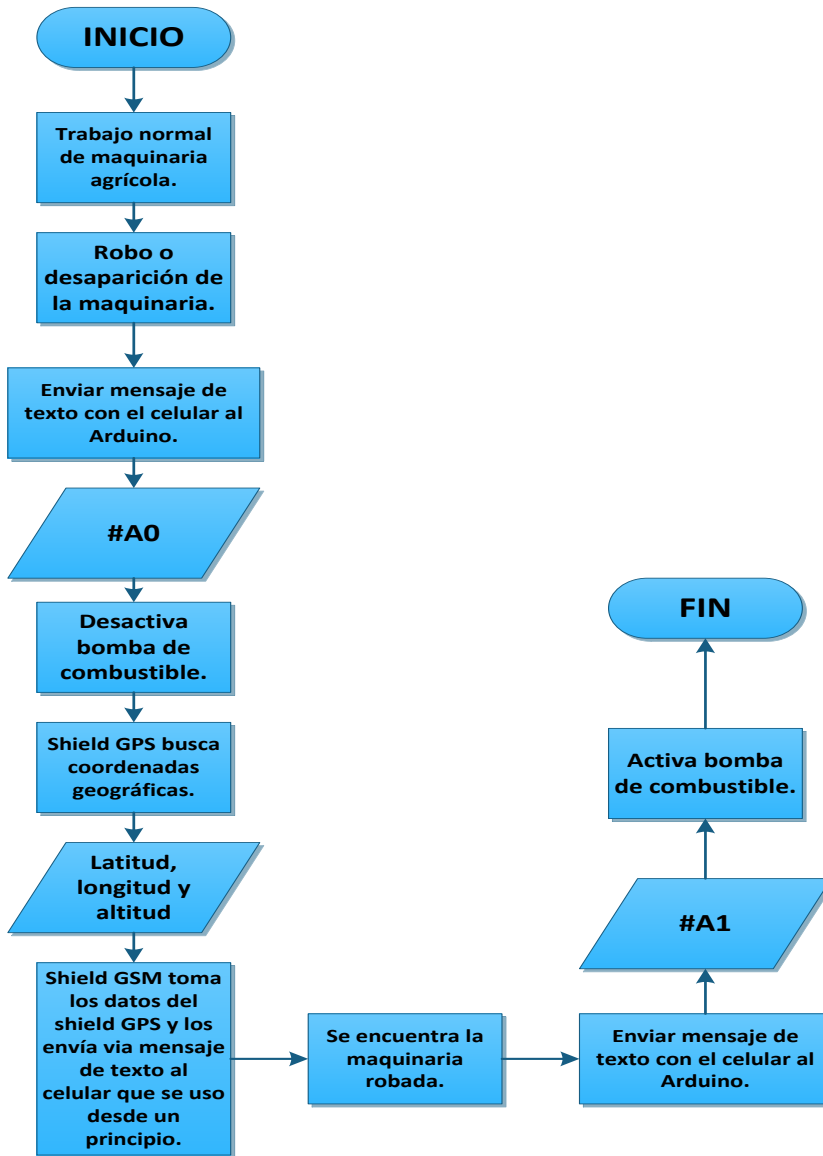 INICIO
Trabajo normal
de maquinaria
agrícola.
Robo o
desaparición de
la maquinaria.
Enviar mensaje de
texto con el celular al
Arduino.
#A0
Desactiva
bomba de
combustible.
Shield GPS busca
coordenadas
geográficas.
Latitud,
longitud y
altitud
Shield GSM toma
los datos del
shield GPS y los
envía via mensaje
de texto al
celular que se uso
desde un
principio.
Se encuentra la
maquinaria
robada.
Enviar mensaje de
texto con el celular al
Arduino.
#A1
Activa bomba
de combustible.
FIN